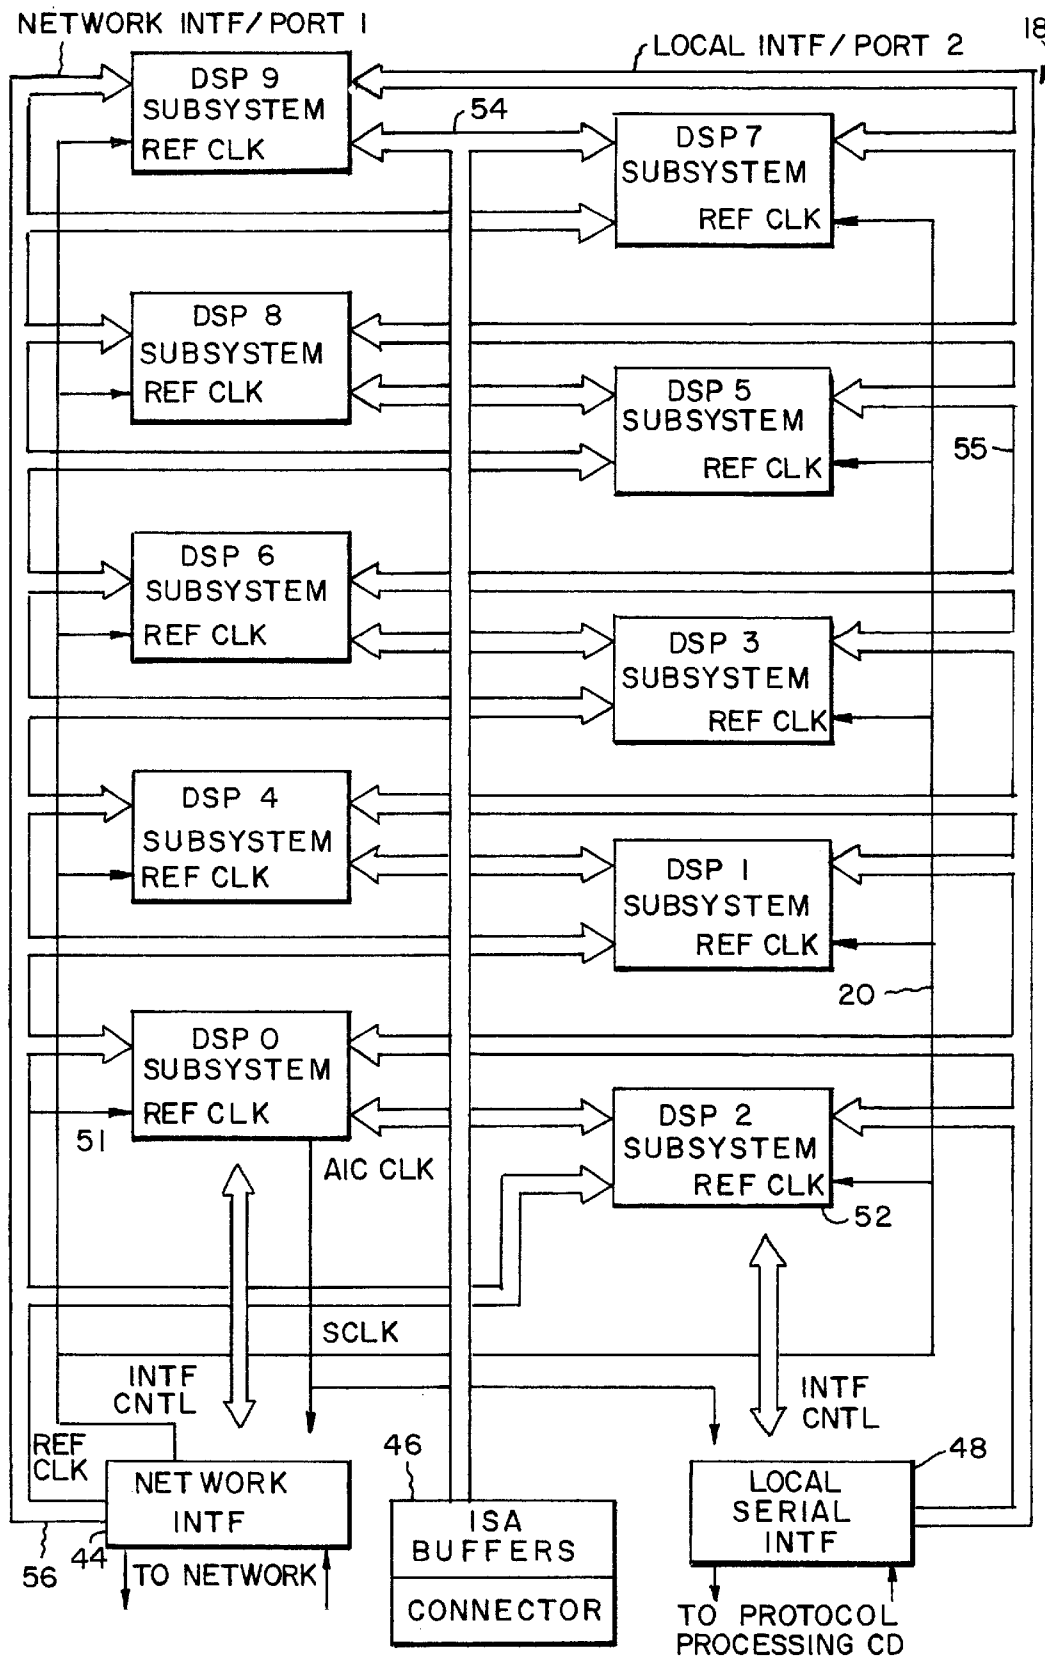 NETWORK INTF/PORT 1
18
LOCAL INTF/PORT 2
DSP 9
SUBSYSTEM
REF CLK
54
DSP 7
SUBSYSTEM
REF CLK
DSP 8
SUBSYSTEM
REF CLK
DSP 5
SUBSYSTEM
REF CLK
55
DSP 6
SUBSYSTEM
REF CLK
DSP 3
SUBSYSTEM
REF CLK
DSP 4
SUBSYSTEM
REF CLK
DSP 1
SUBSYSTEM
REF CLK
20
DSP 0
SUBSYSTEM
REF CLK
51
AIC CLK
DSP 2
SUBSYSTEM
REF CLK
52
SCLK
INTF
CNTL
INTF
CNTL
REF
CLK
NETWORK
INTF
44
56
TO NETWORK
46
ISA
BUFFERS
CONNECTOR
48
LOCAL
SERIAL
INTF
TO PROTOCOL
PROCESSING CD